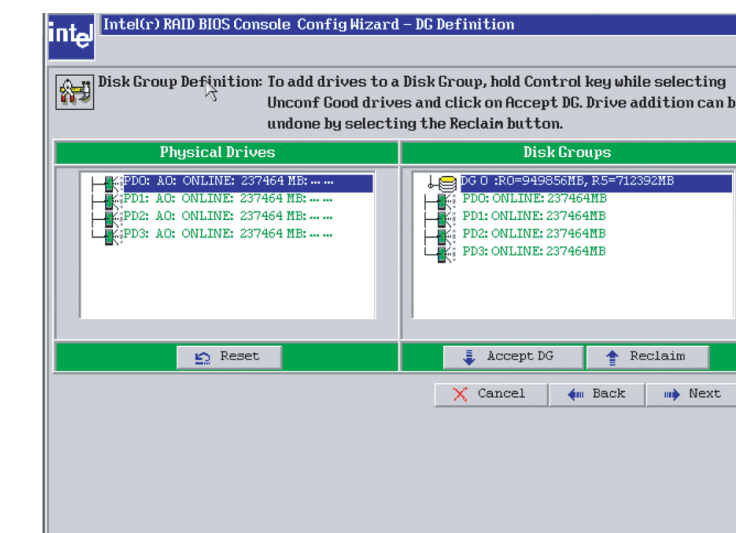 intel
Intel(r) RAID BIOS Console Config Wizard – DG Definition
Disk Group Definition: To add drives to a Disk Group, hold Control key while selecting
Unconf Good drives and click on Accept DG. Drive addition can b
undone by selecting the Reclaim button.
Physical Drives
PD0: A0: ONLINE: 237464 MB: --- ---
PD1: A0: ONLINE: 237464 MB: --- ---
PD2: A0: ONLINE: 237464 MB: --- ---
PD3: A0: ONLINE: 237464 MB: --- ---
Disk Groups
DG 0 :R0=949856MB, R5=712392MB
PD0: ONLINE: 237464MB
PD1: ONLINE: 237464MB
PD2: ONLINE: 237464MB
PD3: ONLINE: 237464MB
Reset
Accept DG
Reclaim
Cancel
Back
Next